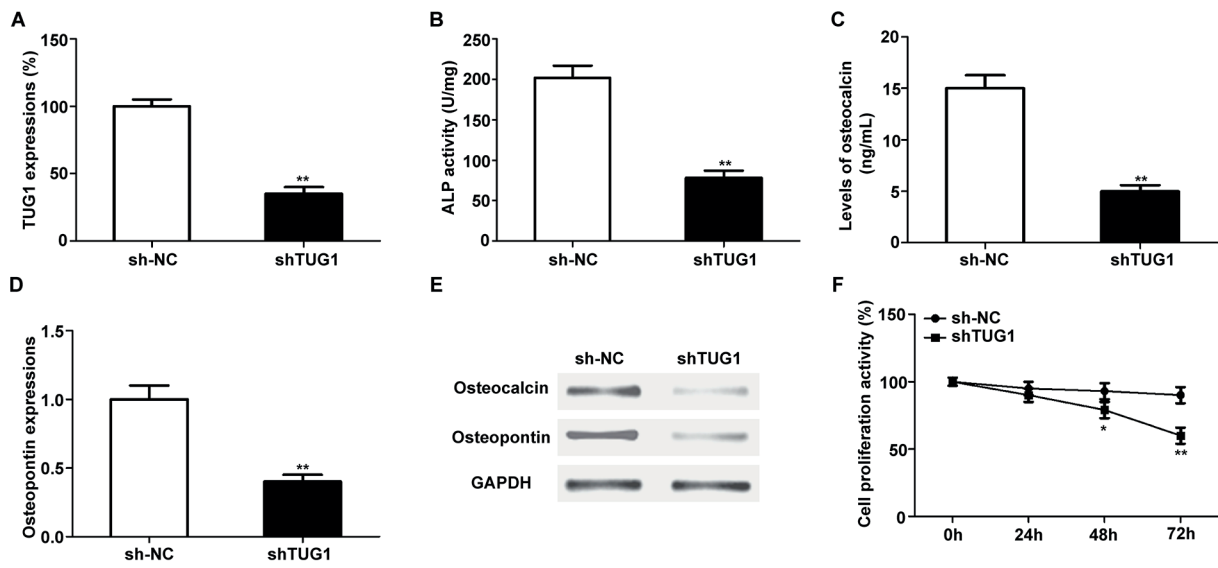 A
TUG1 expressions (%)
150
100
50
0
**
sh-NC
shTUG1
B
ALP activity (U/mg)
250
200
150
100
50
0
**
sh-NC
shTUG1
C
Levels of osteocalcin
(ng/mL)
20
15
10
5
0
**
sh-NC
shTUG1
D
Osteopontin expressions
1.5
1.0
0.5
0.0
**
sh-NC
shTUG1
E
sh-NC shTUG1
Osteocalcin
Osteopontin
GAPDH
F
Cell proliferation activity (%)
150
100
50
0
sh-NC
shTUG1
*
**
0h 24h 48h 72h